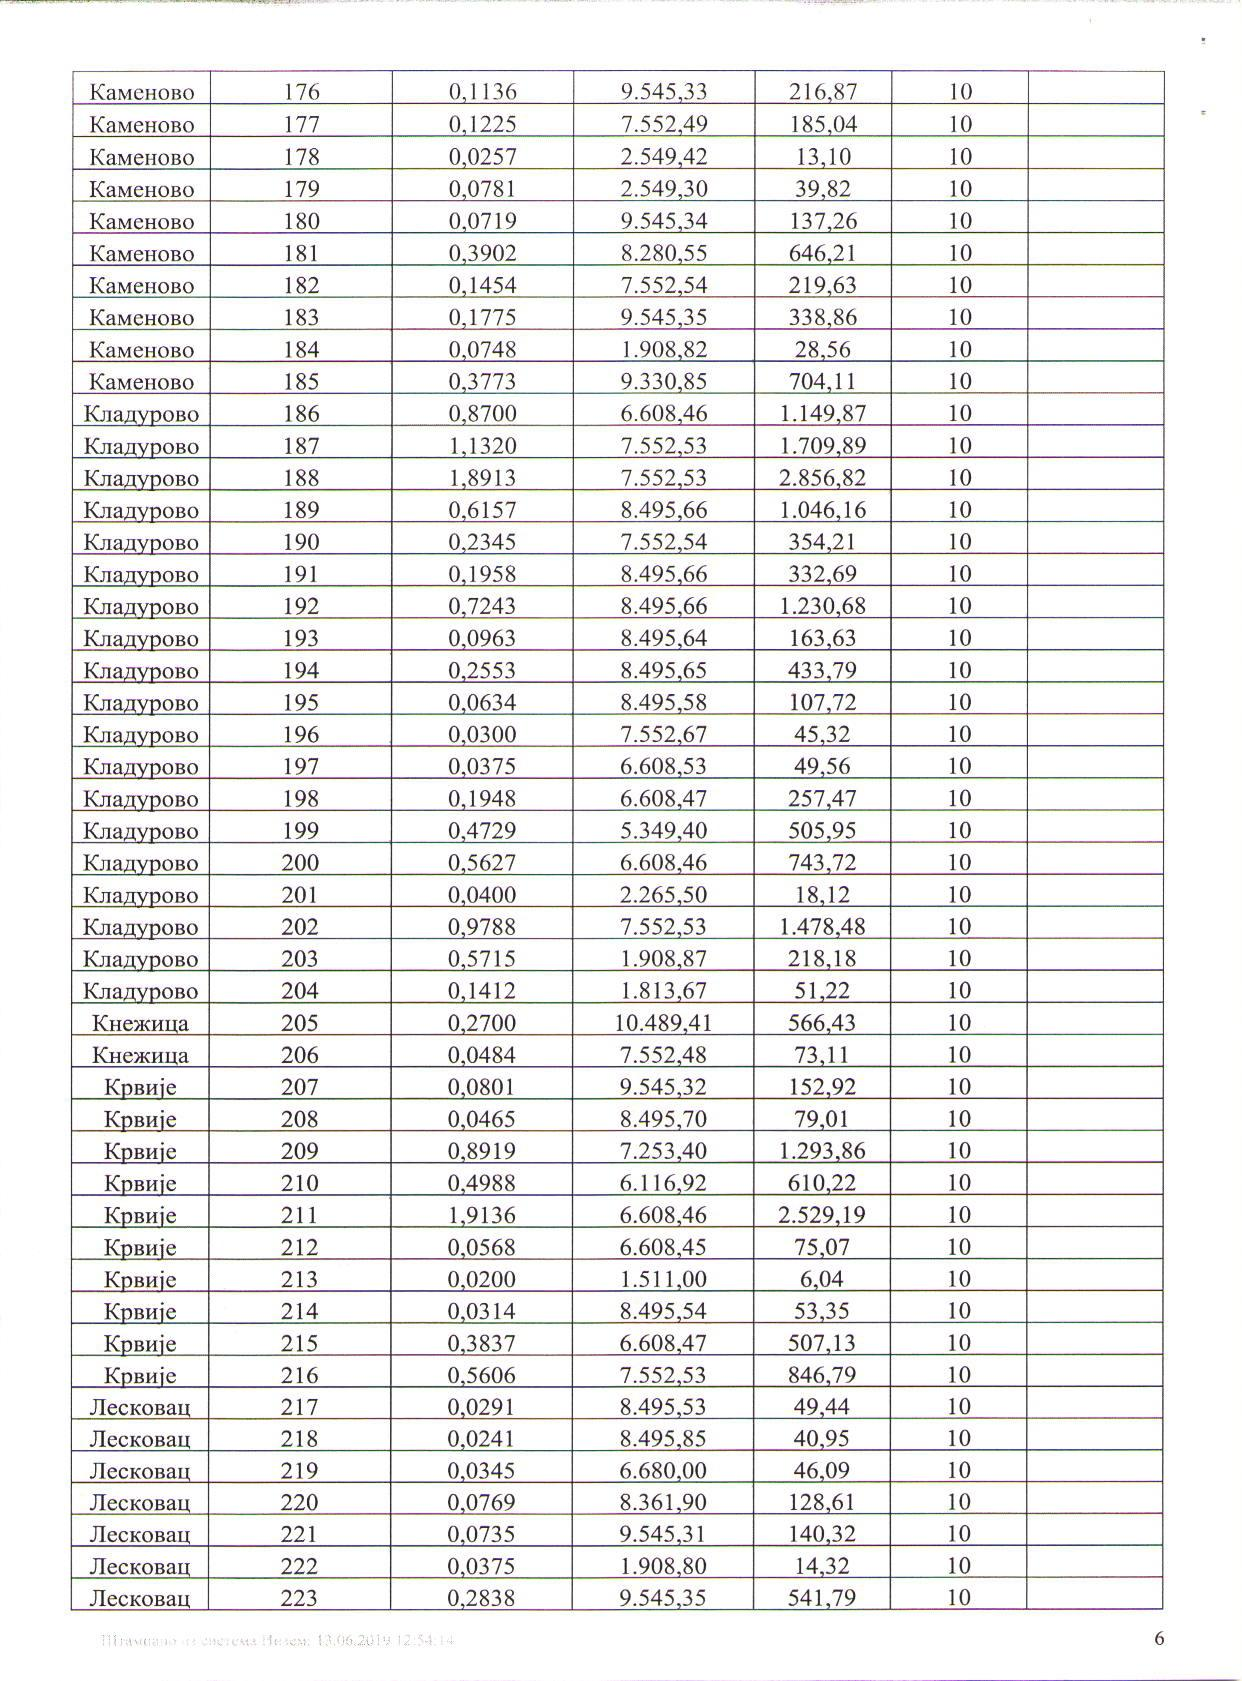 Каменово 176 0,1136 9.545,33 216,87 10
Каменово 177 0,1225 7.552,49 185,04 10
Каменово 178 0,0257 2.549,42 13,10 10
Каменово 179 0,0781 2.549,30 39,82 10
Каменово 180 0,0719 9.545,34 137,26 10
Каменово 181 0,3902 8.280,55 646,21 10
Каменово 182 0,1454 7.552,54 219,63 10
Каменово 183 0,1775 9.545,35 338,86 10
Каменово 184 0,0748 1.908,82 28,56 10
Каменово 185 0,3773 9.330,85 704,11 10
Кладурово 186 0,8700 6.608,46 1.149,87 10
Кладурово 187 1,1320 7.552,53 1.709,89 10
Кладурово 188 1,8913 7.552,53 2.856,82 10
Кладурово 189 0,6157 8.495,66 1.046,16 10
Кладурово 190 0,2345 7.552,54 354,21 10
Кладурово 191 0,1958 8.495,66 332,69 10
Кладурово 192 0,7243 8.495,66 1.230,68 10
Кладурово 193 0,0963 8.495,64 163,63 10
Кладурово 194 0,2553 8.495,65 433,79 10
Кладурово 195 0,0634 8.495,58 107,72 10
Кладурово 196 0,0300 7.552,67 45,32 10
Кладурово 197 0,0375 6.608,53 49,56 10
Кладурово 198 0,1948 6.608,47 257,47 10
Кладурово 199 0,4729 5.349,40 505,95 10
Кладурово 200 0,5627 6.608,46 743,72 10
Кладурово 201 0,0400 2.265,50 18,12 10
Кладурово 202 0,9788 7.552,53 1.478,48 10
Кладурово 203 0,5715 1.908,87 218,18 10
Кладурово 204 0,1412 1.813,67 51,22 10
Кнежица 205 0,2700 10.489,41 566,43 10
Кнежица 206 0,0484 7.552,48 73,11 10
Крвије 207 0,0801 9.545,32 152,92 10
Крвије 208 0,0465 8.495,70 79,01 10
Крвије 209 0,8919 7.253,40 1.293,86 10
Крвије 210 0,4988 6.116,92 610,22 10
Крвије 211 1,9136 6.608,46 2.529,19 10
Крвије 212 0,0568 6.608,45 75,07 10
Крвије 213 0,0200 1.511,00 6,04 10
Крвије 214 0,0314 8.495,54 53,35 10
Крвије 215 0,3837 6.608,47 507,13 10
Крвије 216 0,5606 7.552,53 846,79 10
Лесковац 217 0,0291 8.495,53 49,44 10
Лесковац 218 0,0241 8.495,85 40,95 10
Лесковац 219 0,0345 6.680,00 46,09 10
Лесковац 220 0,0769 8.361,90 128,61 10
Лесковац 221 0,0735 9.545,31 140,32 10
Лесковац 222 0,0375 1.908,80 14,32 10
Лесковац 223 0,2838 9.545,35 541,79 10
Штампано из система Низем: 13.06.2019 12:54:14
6